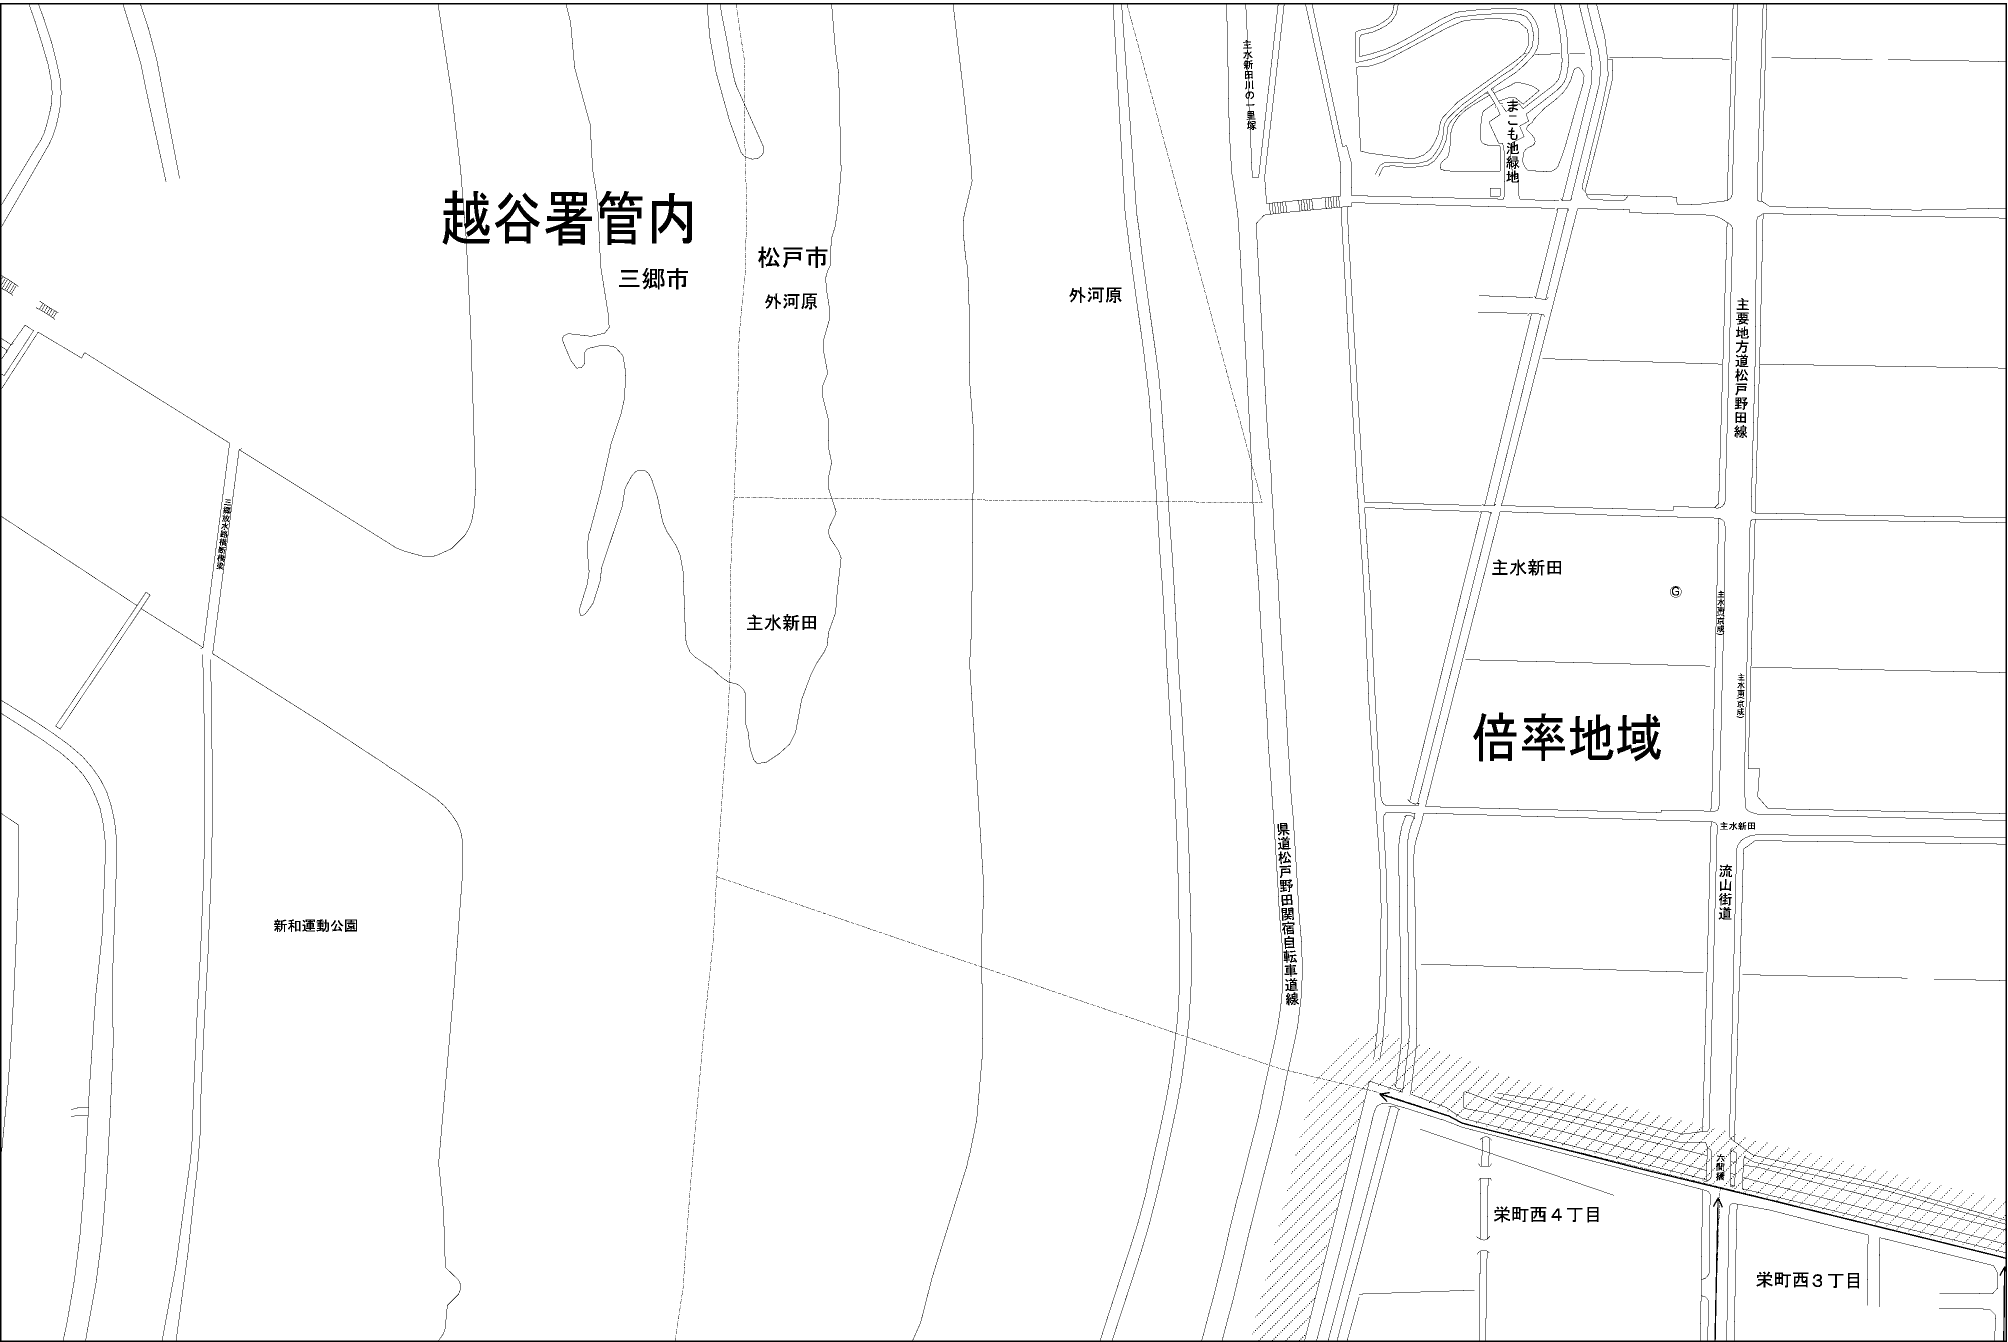 主水新田川の一里塚
まこも池緑地
越谷署管内
三郷市
松戸市
外河原
外河原
主要地方道松戸野田線
主水新田
G
主水新田
倍率地域
主水新田
県道松戸野田関宿自転車道線
流山街道
新和運動公園
六間橋
栄町西4丁目
栄町西3丁目